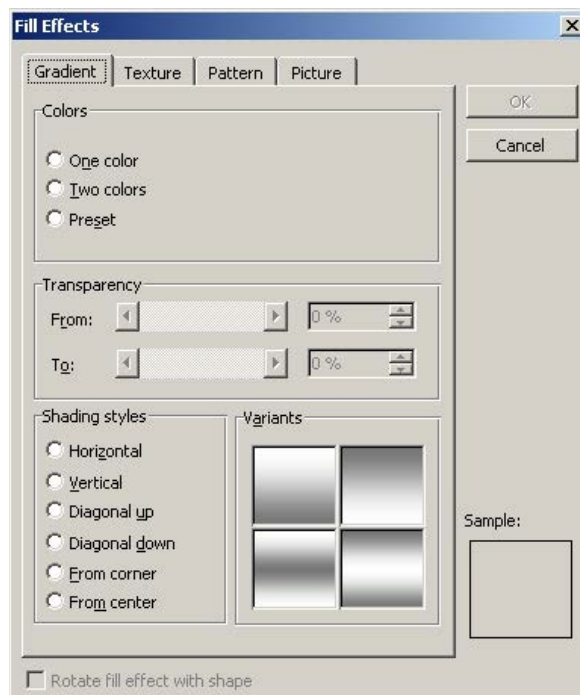 Fill Effects
Gradient Texture Pattern Picture
OK
Cancel
Colors
One color
Two colors
Preset
Transparency
From: 0 %
To: 0 %
Shading styles
Horizontal
Vertical
Diagonal up
Diagonal down
From corner
From center
Variants
Sample:
Rotate fill effect with shape